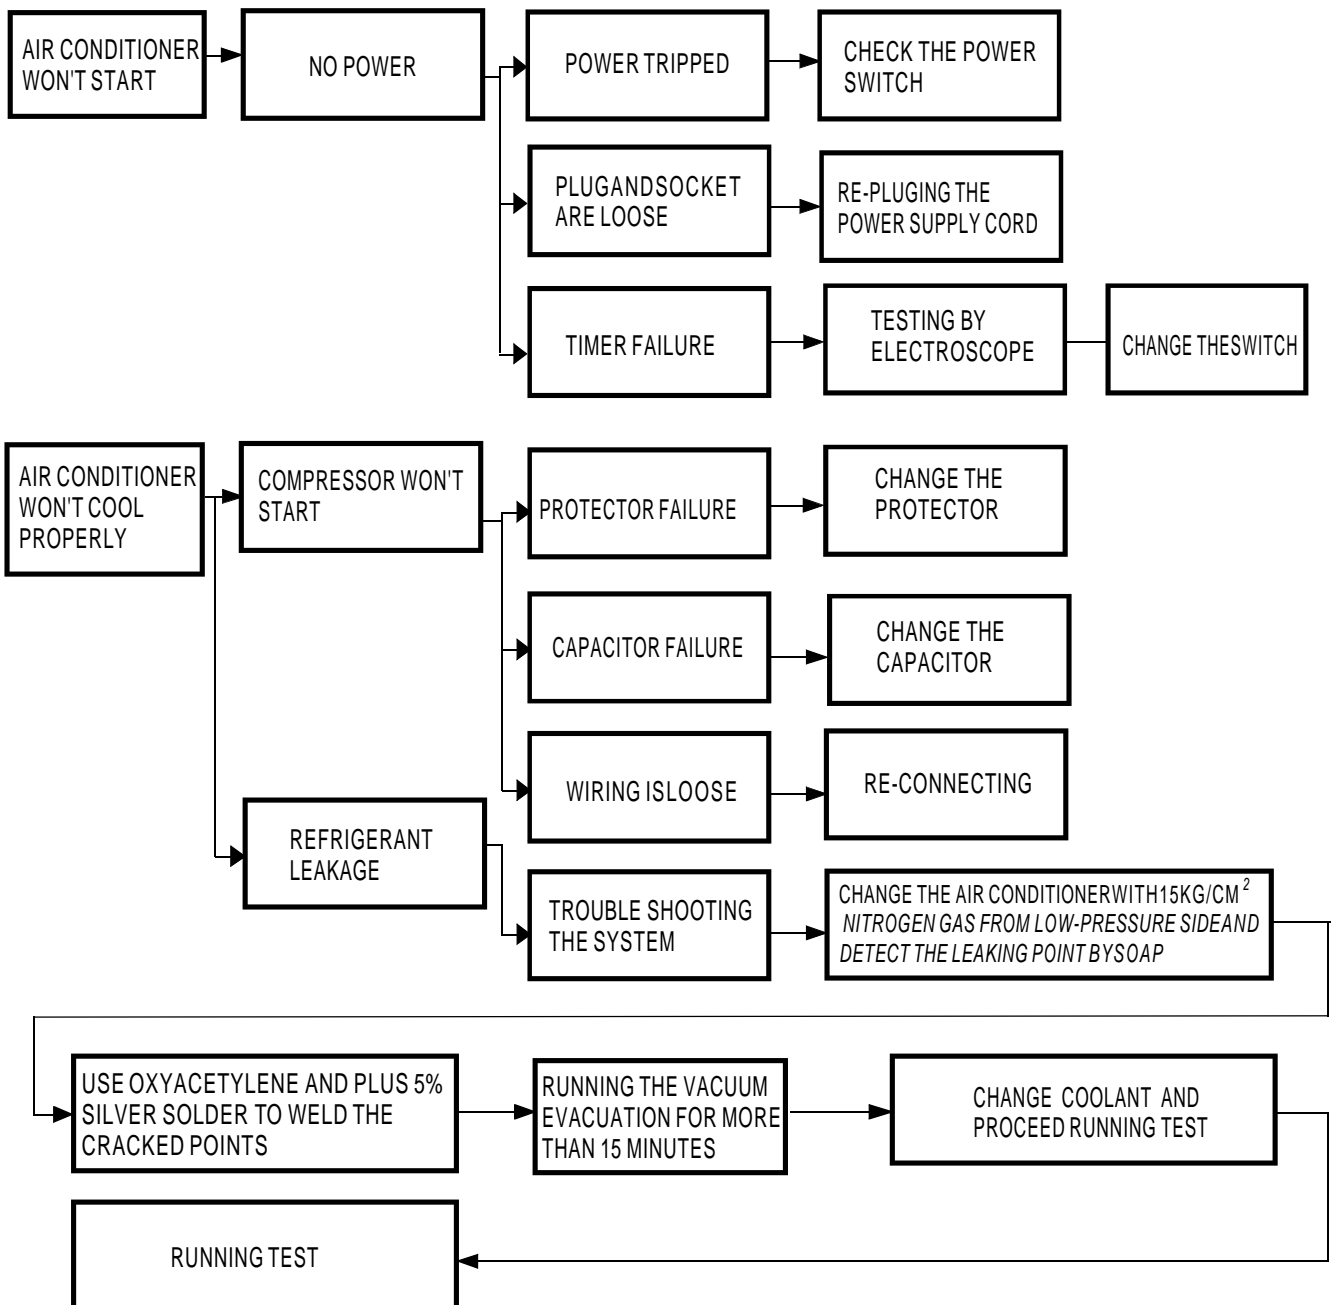 AIR CONDITIONER
WON'T START
NO POWER
POWER TRIPPED
CHECK THE POWER
SWITCH
PLUGANDSOCKET
ARE LOOSE
RE-PLUGING THE
POWER SUPPLY CORD
TIMER FAILURE
TESTING BY
ELECTROSCOPE
CHANGE THESWITCH
AIR CONDITIONER
WON'T COOL
PROPERLY
COMPRESSOR WON'T
START
PROTECTOR FAILURE
CHANGE THE
PROTECTOR
CAPACITOR FAILURE
CHANGE THE
CAPACITOR
WIRING ISLOOSE
RE-CONNECTING
REFRIGERANT
LEAKAGE
TROUBLE SHOOTING
THE SYSTEM
CHANGE THE AIR CONDITIONERWITH15KG/CM²
NITROGEN GAS FROM LOW-PRESSURE SIDEAND
DETECT THE LEAKING POINT BYSOAP
USE OXYACETYLENE AND PLUS 5%
SILVER SOLDER TO WELD THE
CRACKED POINTS
RUNNING THE VACUUM
EVACUATION FOR MORE
THAN 15 MINUTES
CHANGE COOLANT AND
PROCEED RUNNING TEST
RUNNING TEST